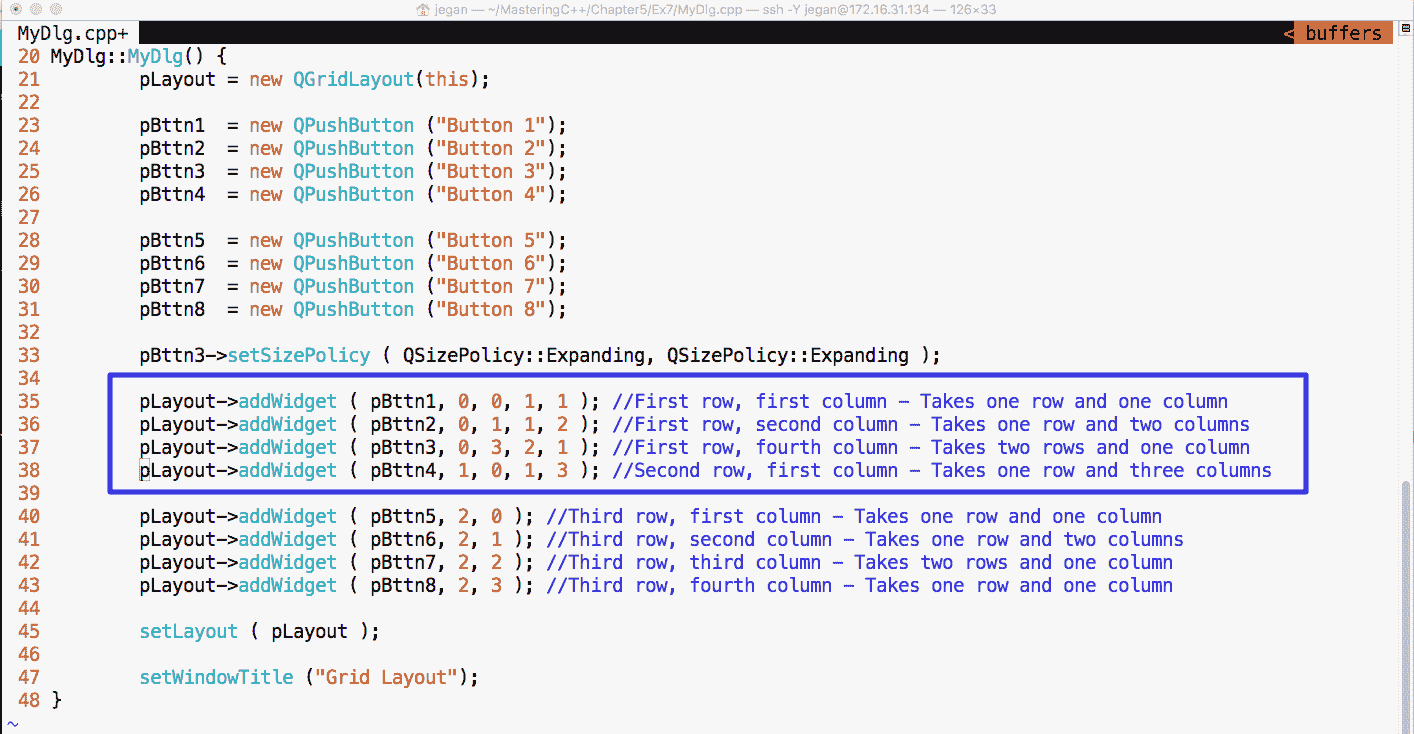 jegan — ~/MasteringC++/Chapter5/Ex7/MyDlg.cpp — ssh -Y jegan@172.16.31.134 — 126×33
MyDlg.cpp+ < buffers
20 MyDlg::MyDlg() {
21 pLayout = new QGridLayout(this);
22
23 pBttn1  = new QPushButton ("Button 1");
24 pBttn2  = new QPushButton ("Button 2");
25 pBttn3  = new QPushButton ("Button 3");
26 pBttn4  = new QPushButton ("Button 4");
27
28 pBttn5  = new QPushButton ("Button 5");
29 pBttn6  = new QPushButton ("Button 6");
30 pBttn7  = new QPushButton ("Button 7");
31 pBttn8  = new QPushButton ("Button 8");
32
33 pBttn3->setSizePolicy ( QSizePolicy::Expanding, QSizePolicy::Expanding );
34
35 pLayout->addWidget ( pBttn1, 0, 0, 1, 1 ); //First row, first column – Takes one row and one column
36 pLayout->addWidget ( pBttn2, 0, 1, 1, 2 ); //First row, second column – Takes one row and two columns
37 pLayout->addWidget ( pBttn3, 0, 3, 2, 1 ); //First row, fourth column – Takes two rows and one column
38 pLayout->addWidget ( pBttn4, 1, 0, 1, 3 ); //Second row, first column – Takes one row and three columns
39
40 pLayout->addWidget ( pBttn5, 2, 0 ); //Third row, first column – Takes one row and one column
41 pLayout->addWidget ( pBttn6, 2, 1 ); //Third row, second column – Takes one row and two columns
42 pLayout->addWidget ( pBttn7, 2, 2 ); //Third row, third column – Takes two rows and one column
43 pLayout->addWidget ( pBttn8, 2, 3 ); //Third row, fourth column – Takes one row and one column
44
45 setLayout ( pLayout );
46
47 setWindowTitle ("Grid Layout");
48 }
~